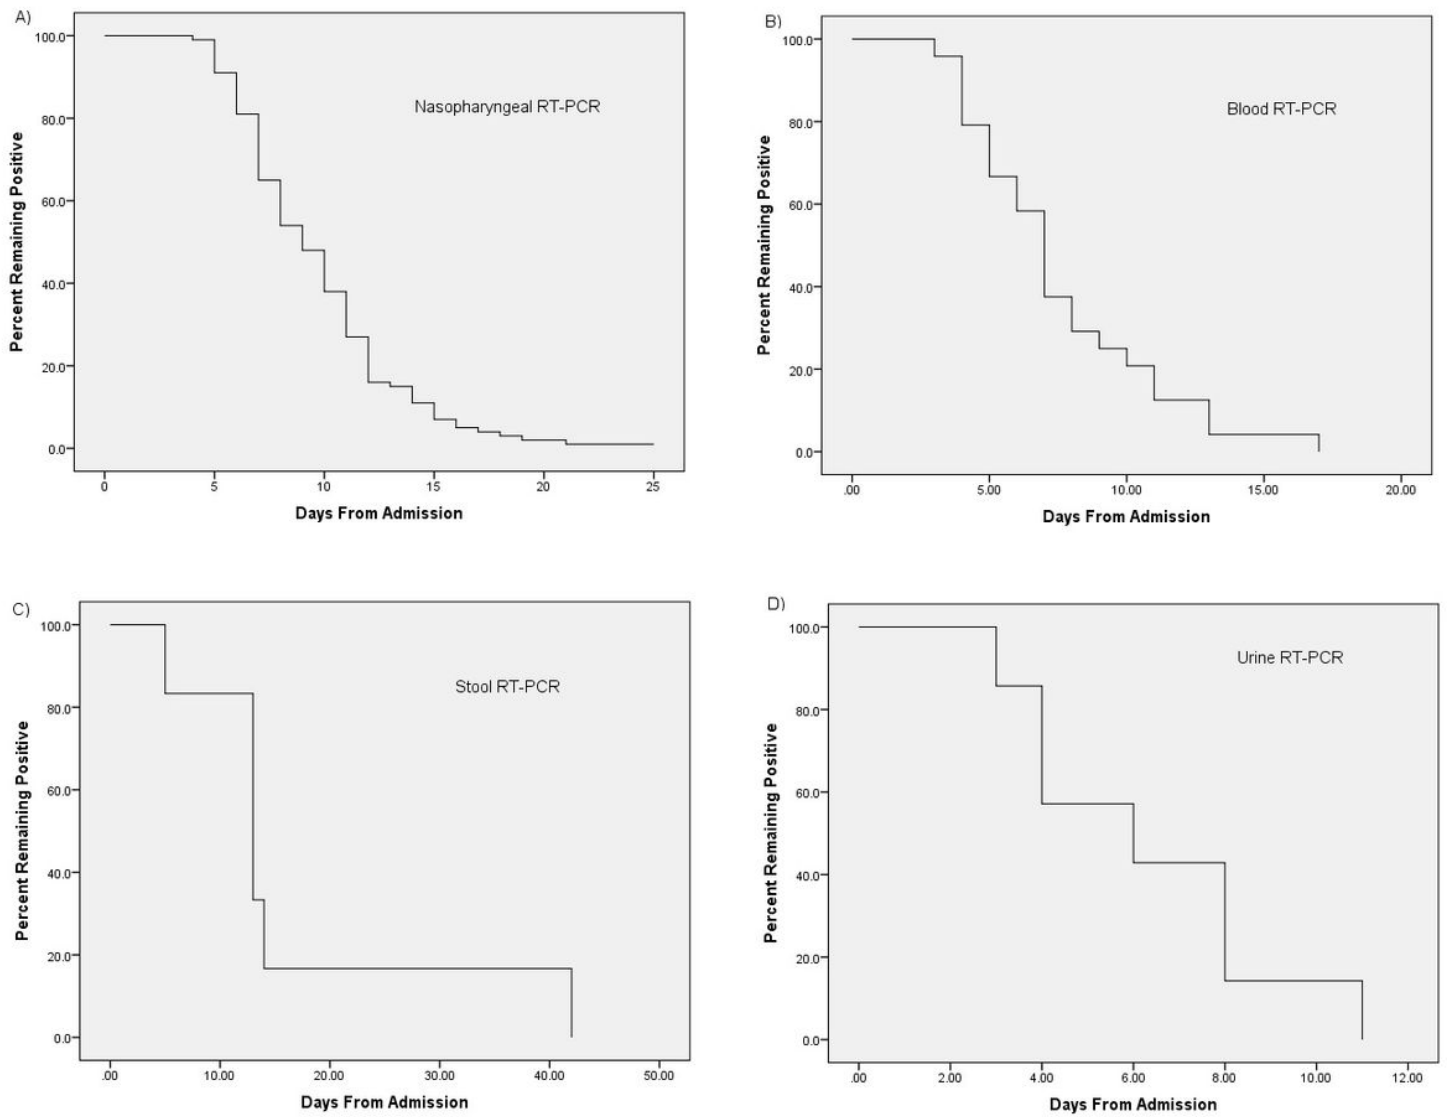 A)
Nasopharyngeal RT-PCR
Percent Remaining Positive
100.0
80.0
60.0
40.0
20.0
0.0
0 5 10 15 20 25
Days From Admission
B)
Blood RT-PCR
Percent Remaining Positive
100.0
80.0
60.0
40.0
20.0
0.0
.00 5.00 10.00 15.00 20.00
Days From Admission
C)
Stool RT-PCR
Percent Remaining Positive
100.0
80.0
60.0
40.0
20.0
0.0
.00 10.00 20.00 30.00 40.00 50.00
Days From Admission
D)
Urine RT-PCR
Percent Remaining Positive
100.0
80.0
60.0
40.0
20.0
0.0
.00 2.00 4.00 6.00 8.00 10.00 12.00
Days From Admission